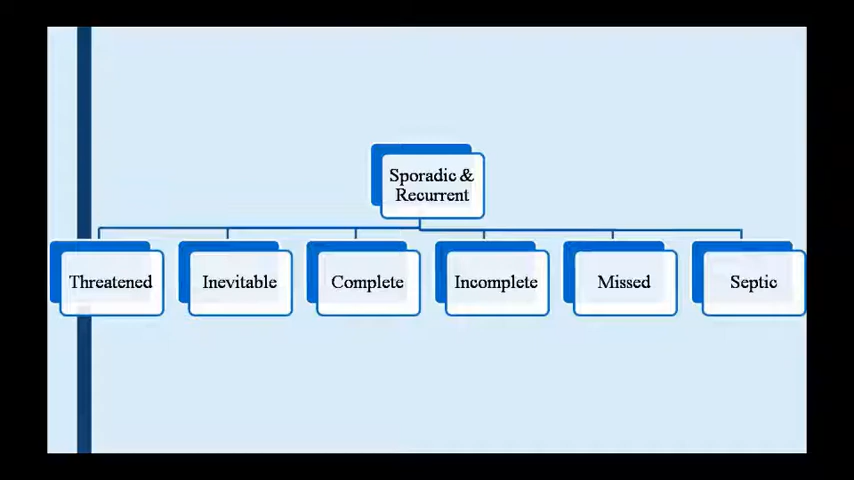 Sporadic &
Recurrent
Threatened
Inevitable
Complete
Incomplete
Missed
Septic